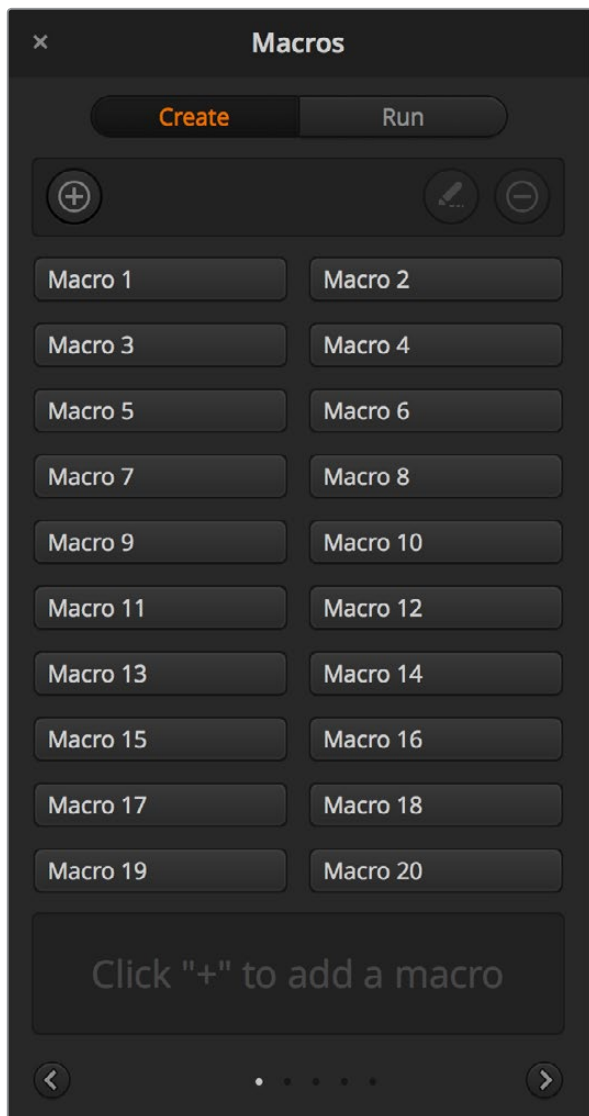 Macros
Create Run
Macro 1 Macro 2
Macro 3 Macro 4
Macro 5 Macro 6
Macro 7 Macro 8
Macro 9 Macro 10
Macro 11 Macro 12
Macro 13 Macro 14
Macro 15 Macro 16
Macro 17 Macro 18
Macro 19 Macro 20
Click "+" to add a macro